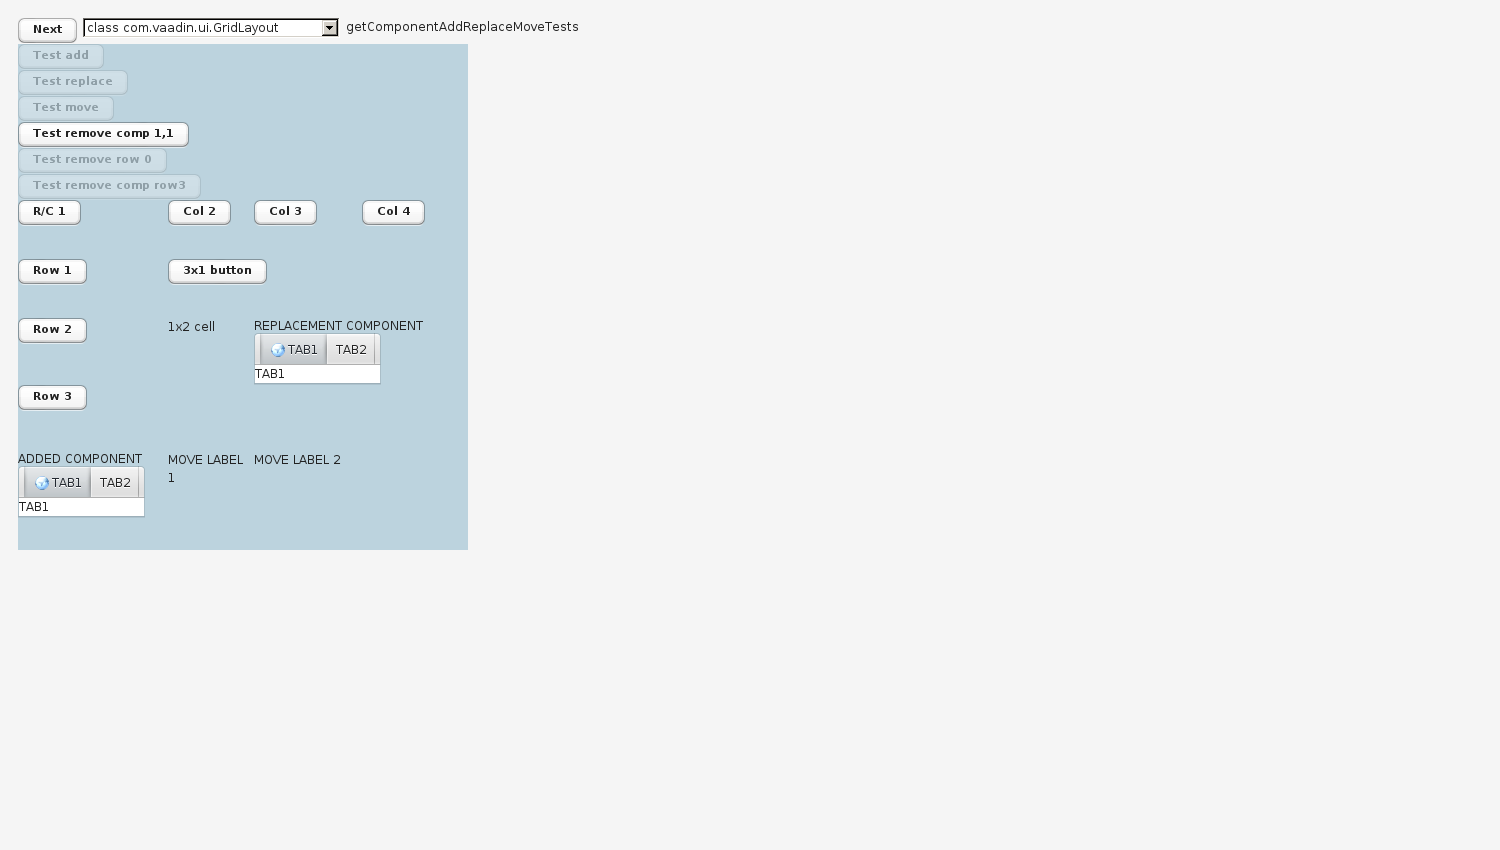 Next class com.vaadin.ui.GridLayout getComponentAddReplaceMoveTests
Test add
Test replace
Test move
Test remove comp 1,1
Test remove row 0
Test remove comp row3
R/C 1 Col 2 Col 3 Col 4
Row 1 3x1 button
Row 2 1x2 cell REPLACEMENT COMPONENT
TAB1 TAB2
TAB1
Row 3
ADDED COMPONENT MOVE LABEL MOVE LABEL 2
1
TAB1 TAB2
TAB1